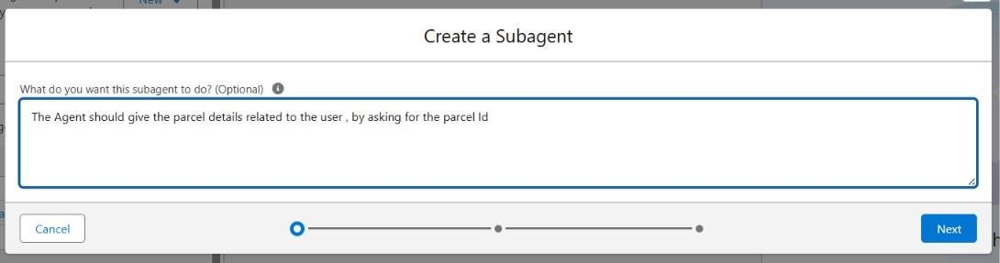 New
Create a Subagent
What do you want this subagent to do? (Optional)
The Agent should give the parcel details related to the user , by asking for the parcel Id
Cancel
Next